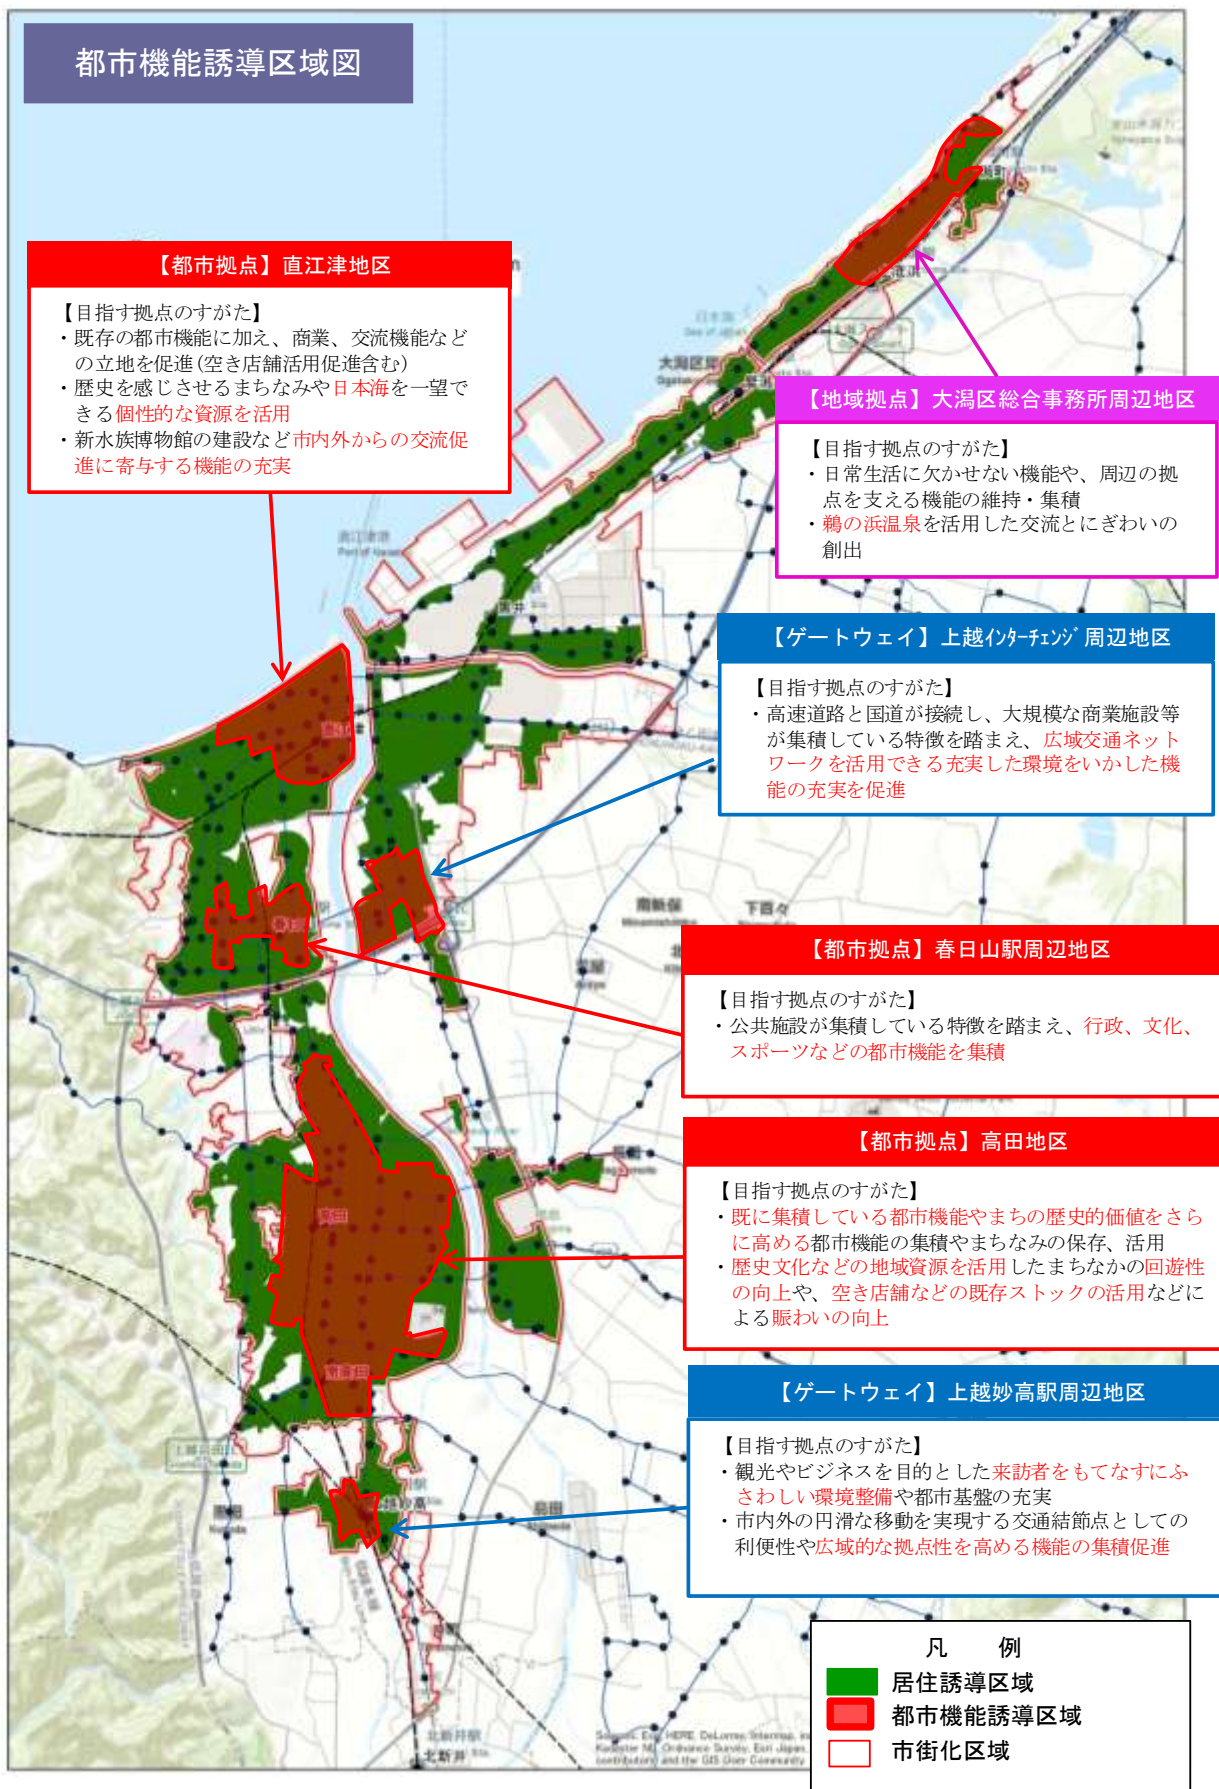 都市機能誘導区域図
【都市拠点】直江津地区
【目指す拠点のすがた】
・既存の都市機能に加え、商業、交流機能など
の立地を促進(空き店舗活用促進含む)
・歴史を感じさせるまちなみや日本海を一望で
きる個性的な資源を活用
・新水族博物館の建設など市内外からの交流促
進に寄与する機能の充実
【地域拠点】大潟区総合事務所周辺地区
【目指す拠点のすがた】
・日常生活に欠かせない機能や、周辺の拠
点を支える機能の維持・集積
・鵜の浜温泉を活用した交流とにぎわいの
創出
【ゲートウェイ】上越インターチェンジ周辺地区
【目指す拠点のすがた】
・高速道路と国道が接続し、大規模な商業施設等
が集積している特徴を踏まえ、広域交通ネット
ワークを活用できる充実した環境をいかした機
能の充実を促進
【都市拠点】春日山駅周辺地区
【目指す拠点のすがた】
・公共施設が集積している特徴を踏まえ、行政、文化、
スポーツなどの都市機能を集積
【都市拠点】高田地区
【目指す拠点のすがた】
・既に集積している都市機能やまちの歴史的価値をさら
に高める都市機能の集積やまちなみの保存、活用
・歴史文化などの地域資源を活用したまちなかの回遊性
の向上や、空き店舗などの既存ストックの活用などに
よる賑わいの向上
【ゲートウェイ】上越妙高駅周辺地区
【目指す拠点のすがた】
・観光やビジネスを目的とした来訪者をもてなすにふ
さわしい環境整備や都市基盤の充実
・市内外の円滑な移動を実現する交通結節点としての
利便性や広域的な拠点性を高める機能の集積促進
凡 例
居住誘導区域
都市機能誘導区域
市街化区域
日本海
大潟区犀
直江津港
黒井
南新保
下百々
高田
南高田
北新井駅
北新井